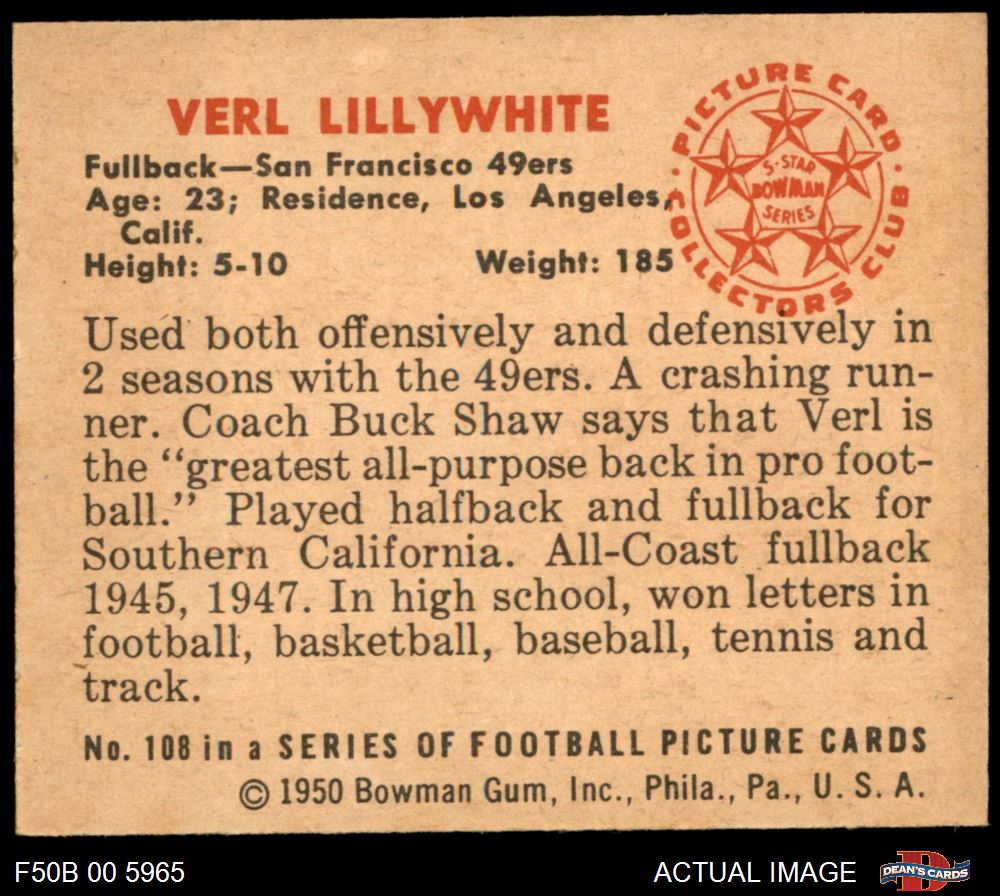 VERL LILLYWHITE
Fullback—San Francisco 49ers
Age: 23; Residence, Los Angeles,
Calif.
Height: 5-10 Weight: 185
PICTURE CARD
COLLECTORS CLUB
5-STAR
BOWMAN
SERIES
Used both offensively and defensively in
2 seasons with the 49ers. A crashing run-
ner. Coach Buck Shaw says that Verl is
the "greatest all-purpose back in pro foot-
ball." Played halfback and fullback for
Southern California. All-Coast fullback
1945, 1947. In high school, won letters in
football, basketball, baseball, tennis and
track.
No. 108 in a SERIES OF FOOTBALL PICTURE CARDS
© 1950 Bowman Gum, Inc., Phila., Pa., U. S. A.
F50B 00 5965 ACTUAL IMAGE
D
DEAN'S CARDS